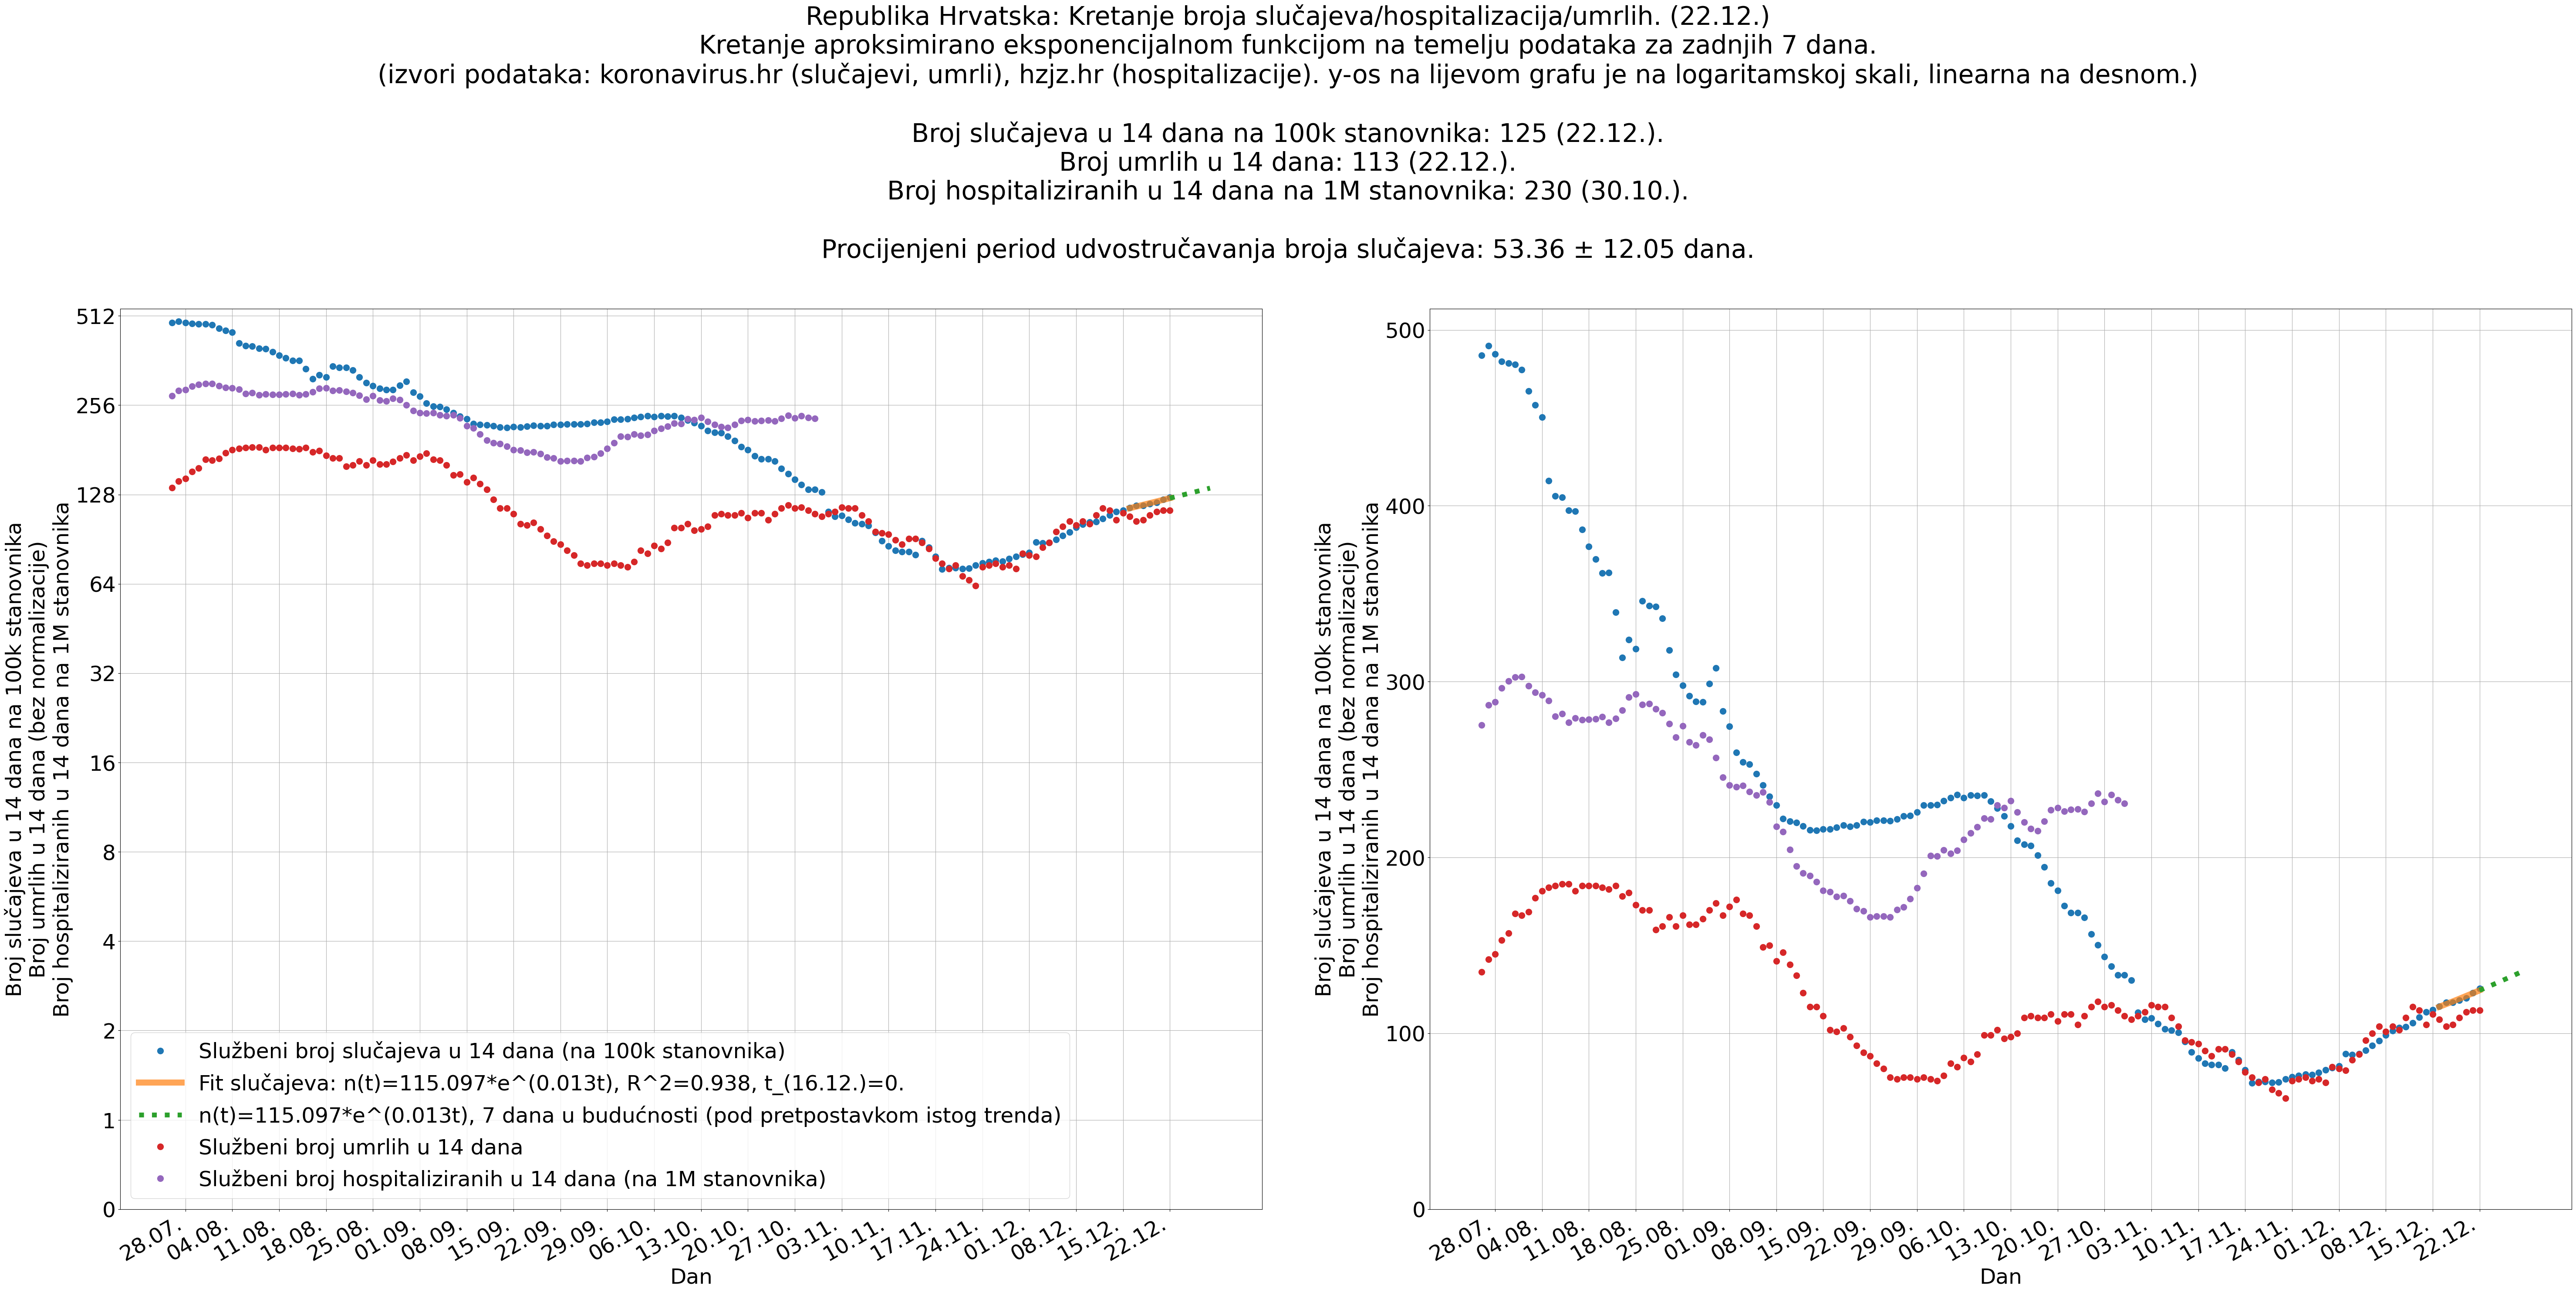 Republika Hrvatska: Kretanje broja slučajeva/hospitalizacija/umrlih. (22.12.)
Kretanje aproksimirano eksponencijalnom funkcijom na temelju podataka za zadnjih 7 dana.
(izvori podataka: koronavirus.hr (slučajevi, umrli), hzjz.hr (hospitalizacije). y-os na lijevom grafu je na logaritamskoj skali, linearna na desnom.)
Broj slučajeva u 14 dana na 100k stanovnika: 125 (22.12.).
Broj umrlih u 14 dana: 113 (22.12.).
Broj hospitaliziranih u 14 dana na 1M stanovnika: 230 (30.10.).
Procijenjeni period udvostručavanja broja slučajeva: 53.36 ± 12.05 dana.
Broj slučajeva u 14 dana na 100k stanovnika
Broj umrlih u 14 dana (bez normalizacije)
Broj hospitaliziranih u 14 dana na 1M stanovnika
512
256
128
64
32
16
8
4
2
1
0
Službeni broj slučajeva u 14 dana (na 100k stanovnika)
Fit slučajeva: n(t)=115.097*e^(0.013t), R^2=0.938, t_(16.12.)=0.
n(t)=115.097*e^(0.013t), 7 dana u budućnosti (pod pretpostavkom istog trenda)
Službeni broj umrlih u 14 dana
Službeni broj hospitaliziranih u 14 dana (na 1M stanovnika)
28.07. 04.08. 11.08. 18.08. 25.08. 01.09. 08.09. 15.09. 22.09. 29.09. 06.10. 13.10. 20.10. 27.10. 03.11. 10.11. 17.11. 24.11. 01.12. 08.12. 15.12. 22.12.
Dan
Broj slučajeva u 14 dana na 100k stanovnika
Broj umrlih u 14 dana (bez normalizacije)
Broj hospitaliziranih u 14 dana na 1M stanovnika
500
400
300
200
100
0
28.07. 04.08. 11.08. 18.08. 25.08. 01.09. 08.09. 15.09. 22.09. 29.09. 06.10. 13.10. 20.10. 27.10. 03.11. 10.11. 17.11. 24.11. 01.12. 08.12. 15.12. 22.12.
Dan